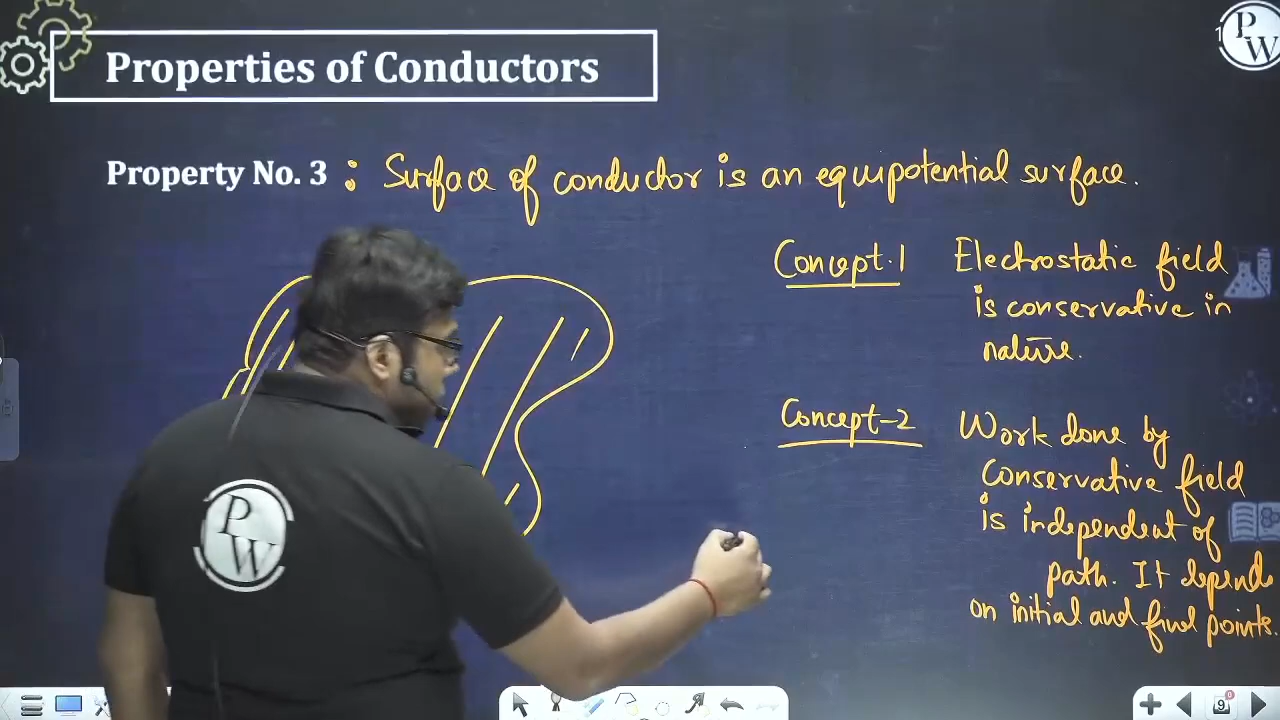 Properties of Conductors
PW
Property No. 3 : Surface of conductor is an equipotential surface.
Concept.1 Electrostatic field
is conservative in
nature.
Concept-2 Work done by
Conservative field
is independent of
path. It depends
on initial and final points.
PW
9